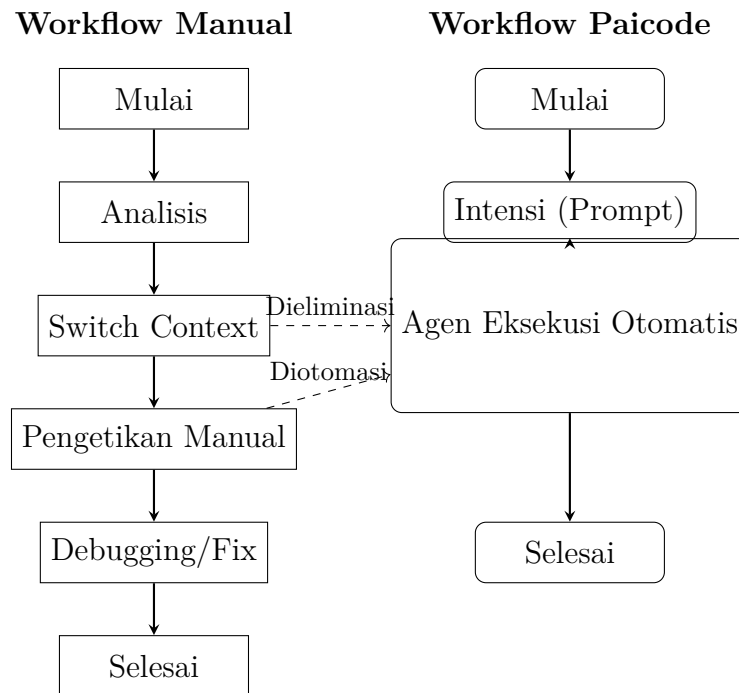 Workflow Manual
Mulai
Analisis
Switch Context
Pengetikan Manual
Debugging/Fix
Selesai
Dieliminasi
Diotomasi
Workflow Paicode
Mulai
Intensi (Prompt)
Agen Eksekusi Otomatis
Selesai